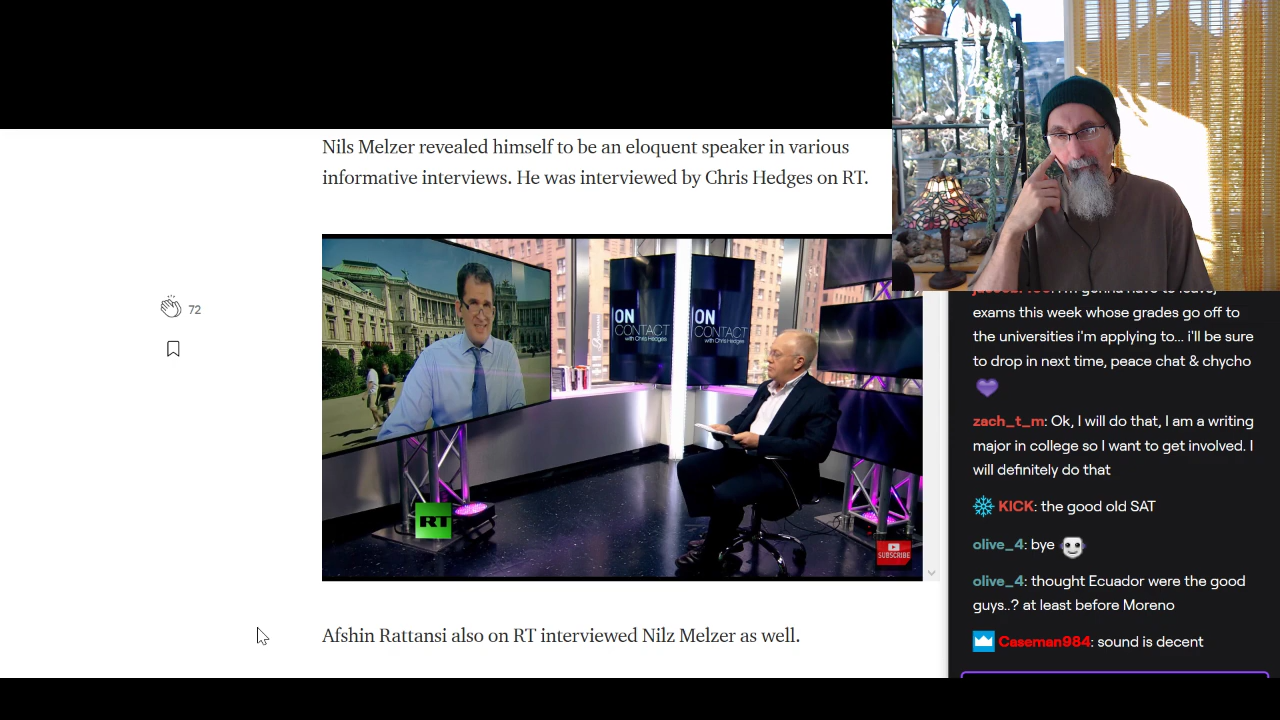 Nils Melzer revealed himself to be an eloquent speaker in various
informative interviews. He was interviewed by Chris Hedges on RT.
72
ON
CONTACT
with Chris Hedges
ON
CONTACT
with Chris Hedges
RT
SUBSCRIBE
Afshin Rattansi also on RT interviewed Nilz Melzer as well.
exams this week whose grades go off to
the universities i'm applying to... i'll be sure
to drop in next time, peace chat & chycho
zach_t_m: Ok, I will do that, I am a writing
major in college so I want to get involved. I
will definitely do that
KICK: the good old SAT
olive_4: bye
olive_4: thought Ecuador were the good
guys..? at least before Moreno
Caseman984: sound is decent